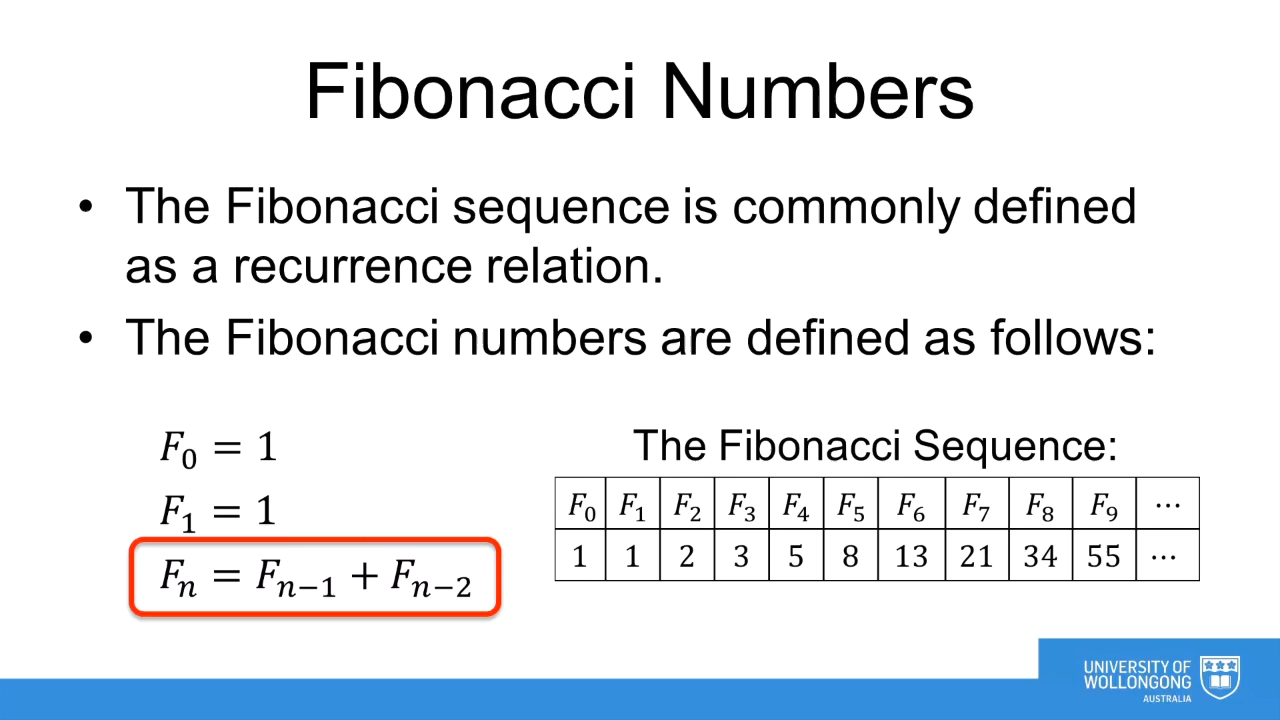 Fibonacci Numbers
• The Fibonacci sequence is commonly defined
as a recurrence relation.
• The Fibonacci numbers are defined as follows:
F₀ = 1
F₁ = 1
Fₙ = Fₙ₋₁ + Fₙ₋₂
The Fibonacci Sequence:
F₀ F₁ F₂ F₃ F₄ F₅ F₆ F₇ F₈ F₉ ⋯
1 1 2 3 5 8 13 21 34 55 ⋯
UNIVERSITY OF
WOLLONGONG
AUSTRALIA